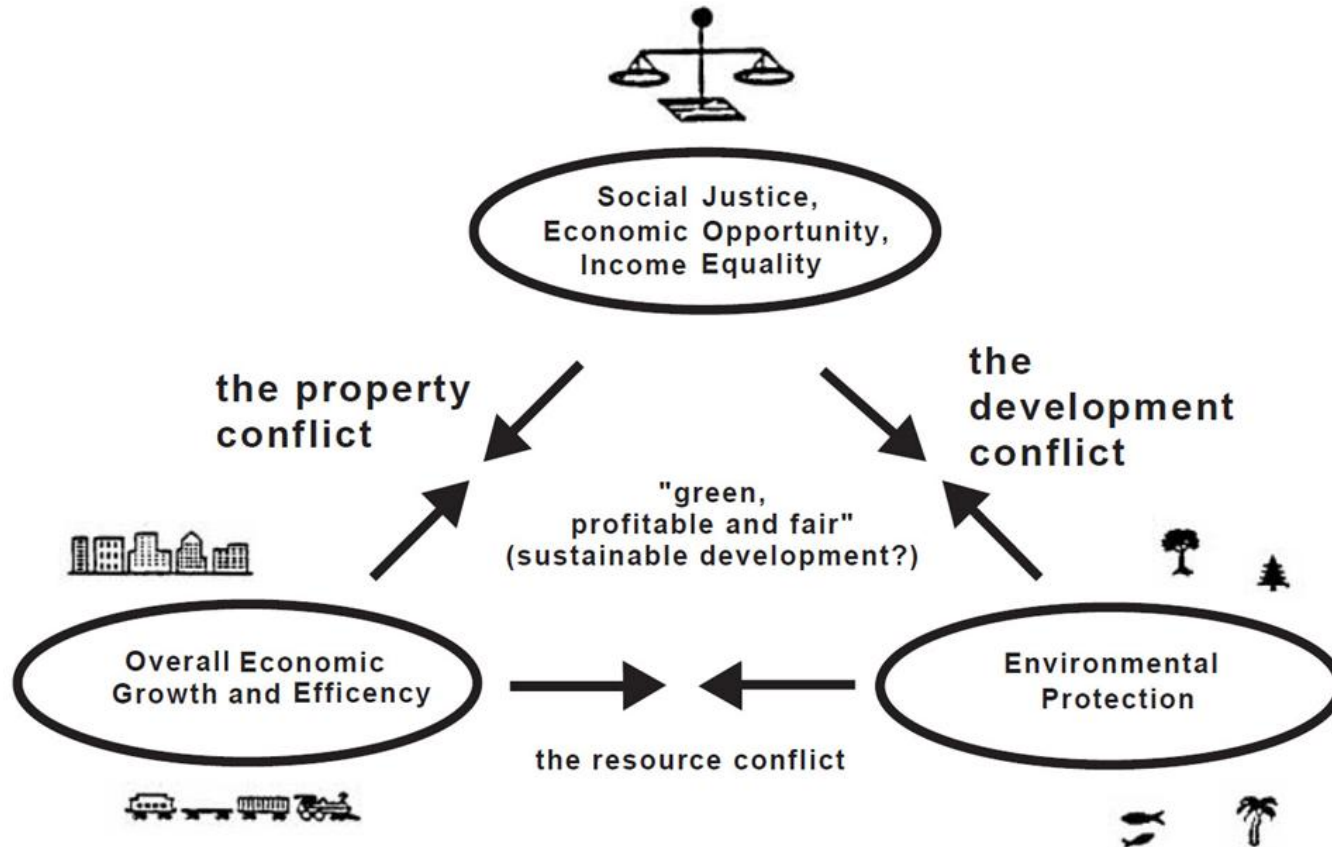 Social Justice,
Economic Opportunity,
Income Equality
the property
conflict
the
development
conflict
"green,
profitable and fair"
(sustainable development?)
Overall Economic
Growth and Efficency
Environmental
Protection
the resource conflict